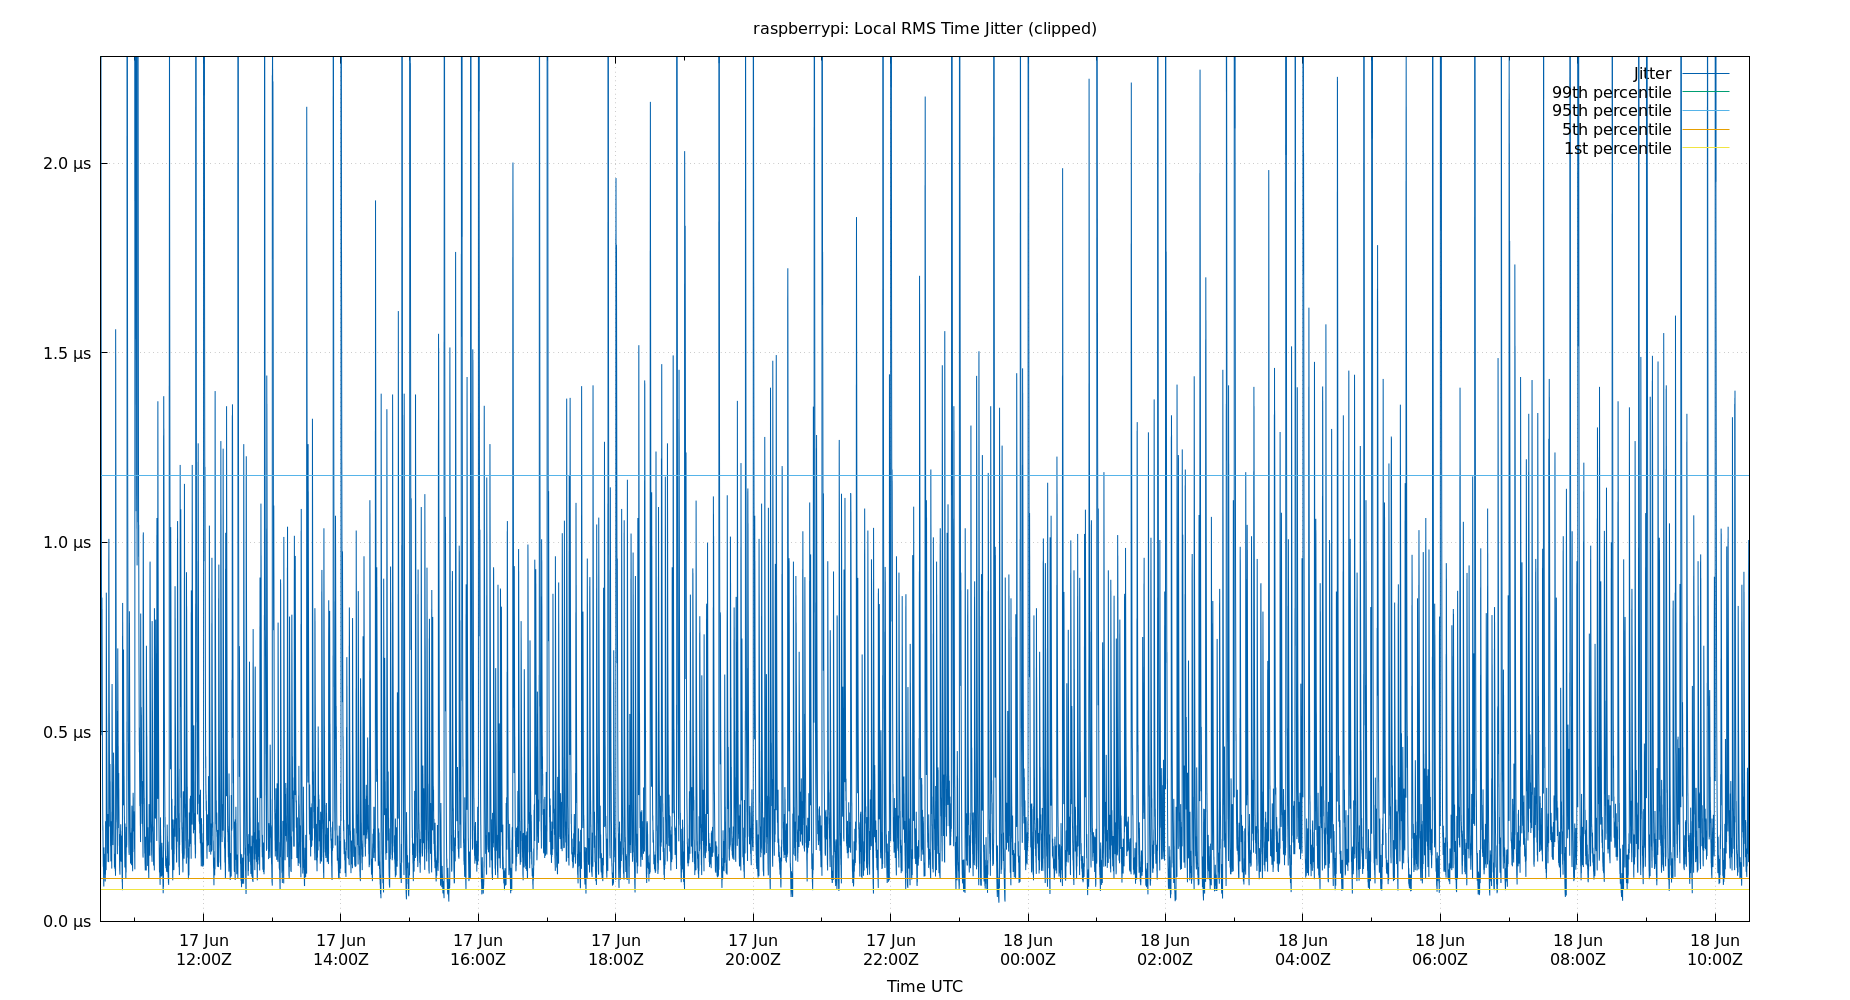 raspberrypi: Local RMS Time Jitter (clipped)
Jitter
99th percentile
95th percentile
5th percentile
1st percentile
2.0 µs
1.5 µs
1.0 µs
0.5 µs
0.0 µs
17 Jun 17 Jun 17 Jun 17 Jun 17 Jun 17 Jun 18 Jun 18 Jun 18 Jun 18 Jun 18 Jun 18 Jun
12:00Z 14:00Z 16:00Z 18:00Z 20:00Z 22:00Z 00:00Z 02:00Z 04:00Z 06:00Z 08:00Z 10:00Z
Time UTC